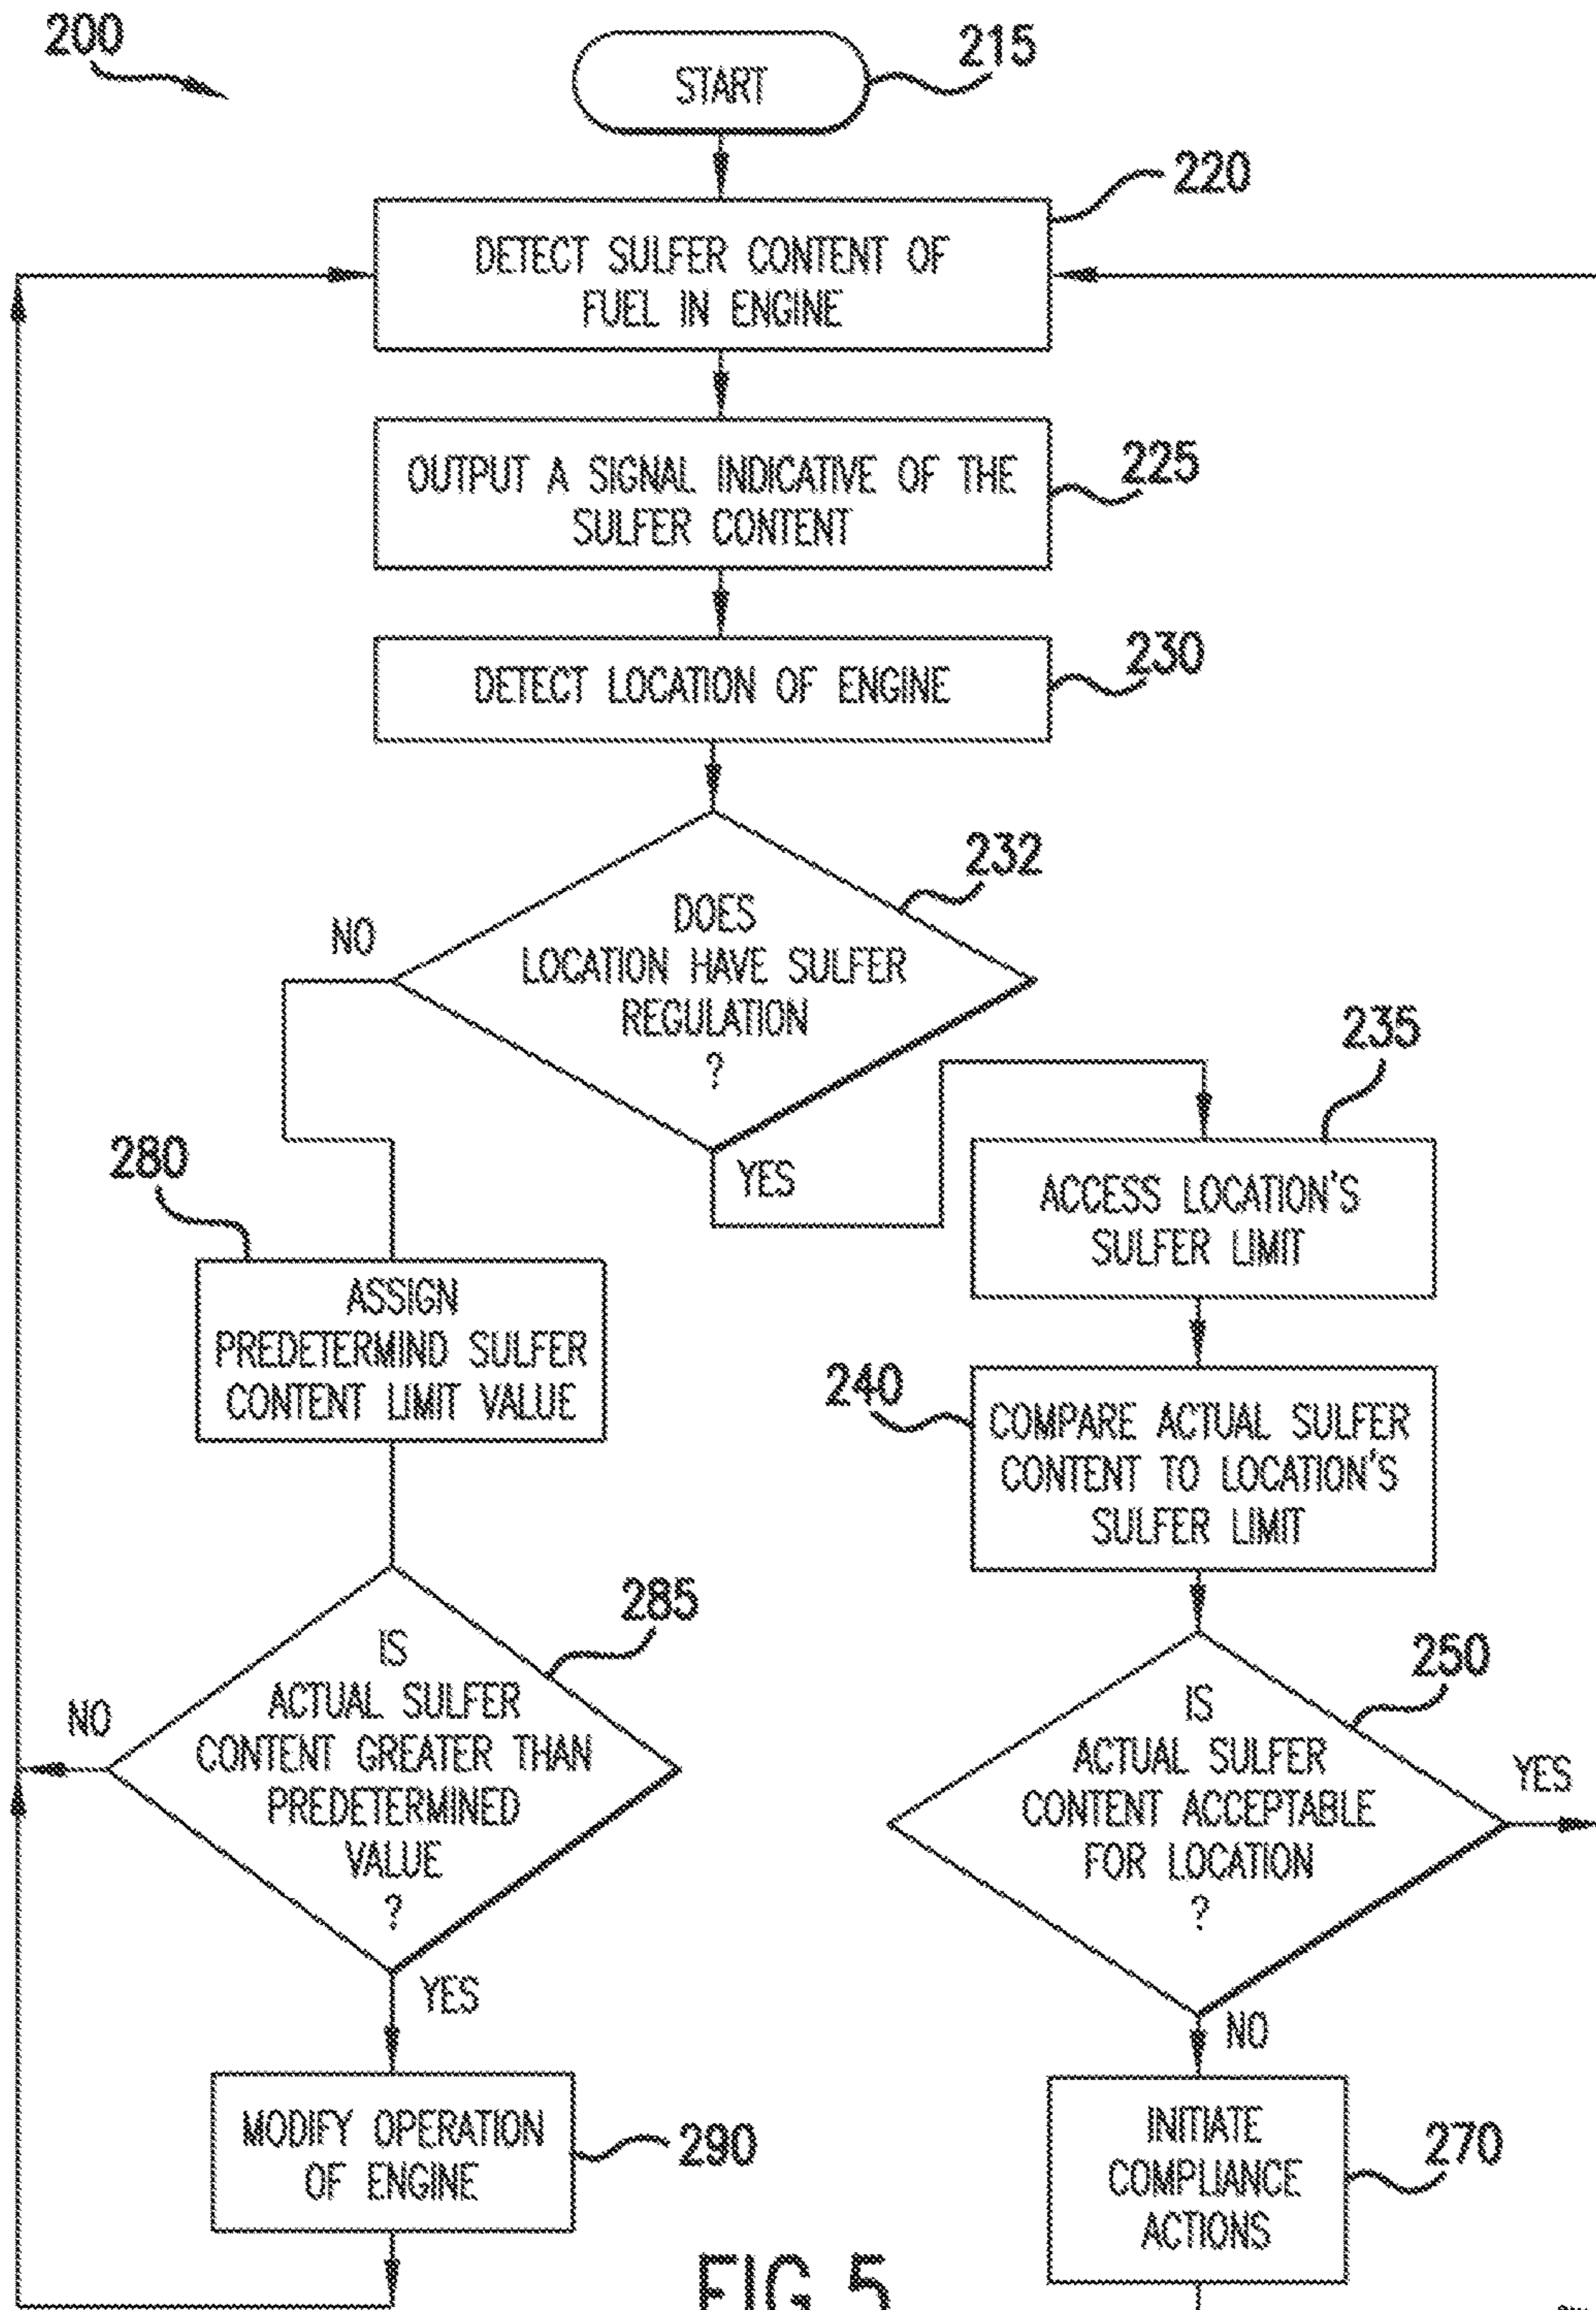 200
START
215
220
DETECT SULFER CONTENT OF
FUEL IN ENGINE
225
OUTPUT A SIGNAL INDICATIVE OF THE
SULFER CONTENT
230
DETECT LOCATION OF ENGINE
232
DOES
LOCATION HAVE SULFER
REGULATION
?
NO
YES
235
ACCESS LOCATION'S
SULFER LIMIT
280
ASSIGN
PREDETERMIND SULFER
CONTENT LIMIT VALUE
240
COMPARE ACTUAL SULFER
CONTENT TO LOCATION'S
SULFER LIMIT
285
IS
ACTUAL SULFER
CONTENT GREATER THAN
PREDETERMINED
VALUE
?
NO
YES
250
IS
ACTUAL SULFER
CONTENT ACCEPTABLE
FOR LOCATION
?
YES
NO
MODIFY OPERATION
OF ENGINE
290
INITIATE
COMPLIANCE
ACTIONS
270
FIG.5